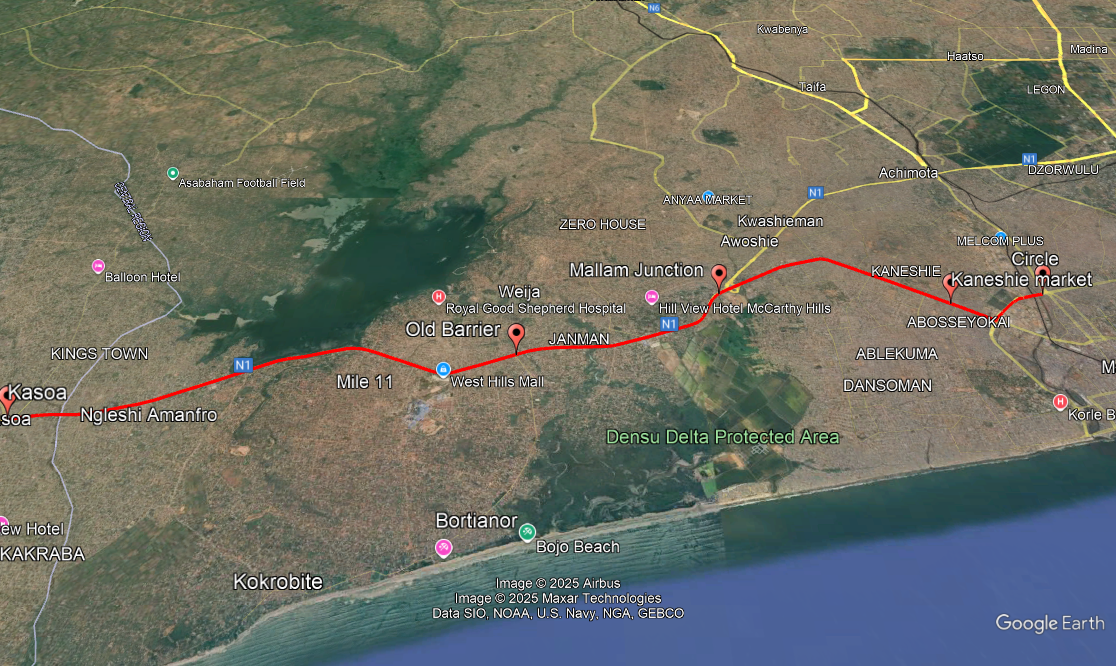 N6
Kwabenya
Haatso
Madina
Taifa
LEGON
N1
Achimota
DZORWULU
Asabaham Football Field
ANYAA MARKET
N1
ZERO HOUSE
Kwashieman
Awoshie
MELCOM PLUS
Circle
Balloon Hotel
Mallam Junction
KANESHIE
Kaneshie market
Weija
Royal Good Shepherd Hospital
Hill View Hotel McCarthy Hills
Old Barrier
N1
ABOSSEYOKAI
JANMAN
KINGS TOWN
N1
ABLEKUMA
Mile 11
West Hills Mall
DANSOMAN
M
Kasoa
soa
Ngleshi Amanfro
Korle B
Densu Delta Protected Area
Bortianor
ew Hotel
Bojo Beach
KAKRABA
Kokrobite
Image © 2025 Airbus
Image © 2025 Maxar Technologies
Data SIO, NOAA, U.S. Navy, NGA, GEBCO
Google Earth